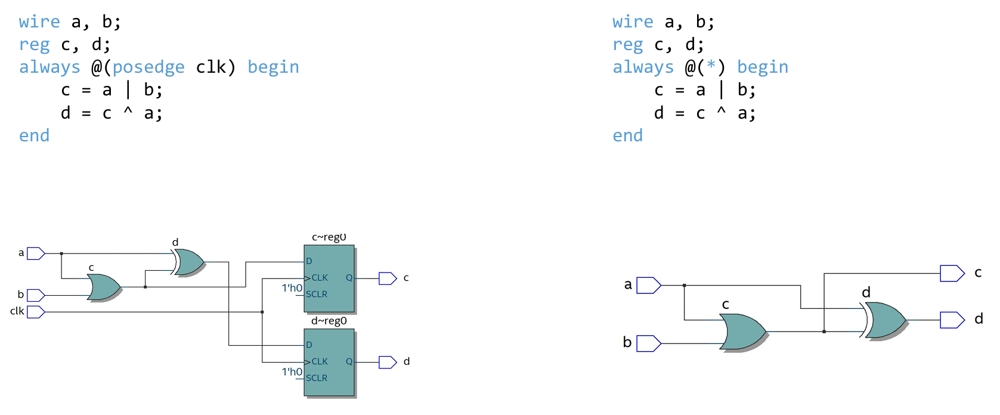 wire a, b;
reg c, d;
always @(posedge clk) begin
    c = a | b;
    d = c ^ a;
end
wire a, b;
reg c, d;
always @(*) begin
    c = a | b;
    d = c ^ a;
end
a
b
clk
c
d
c~reg0
D
CLK
Q
1'h0
SCLR
c
d~reg0
D
CLK
Q
1'h0
SCLR
d
a
b
c
d
c
d